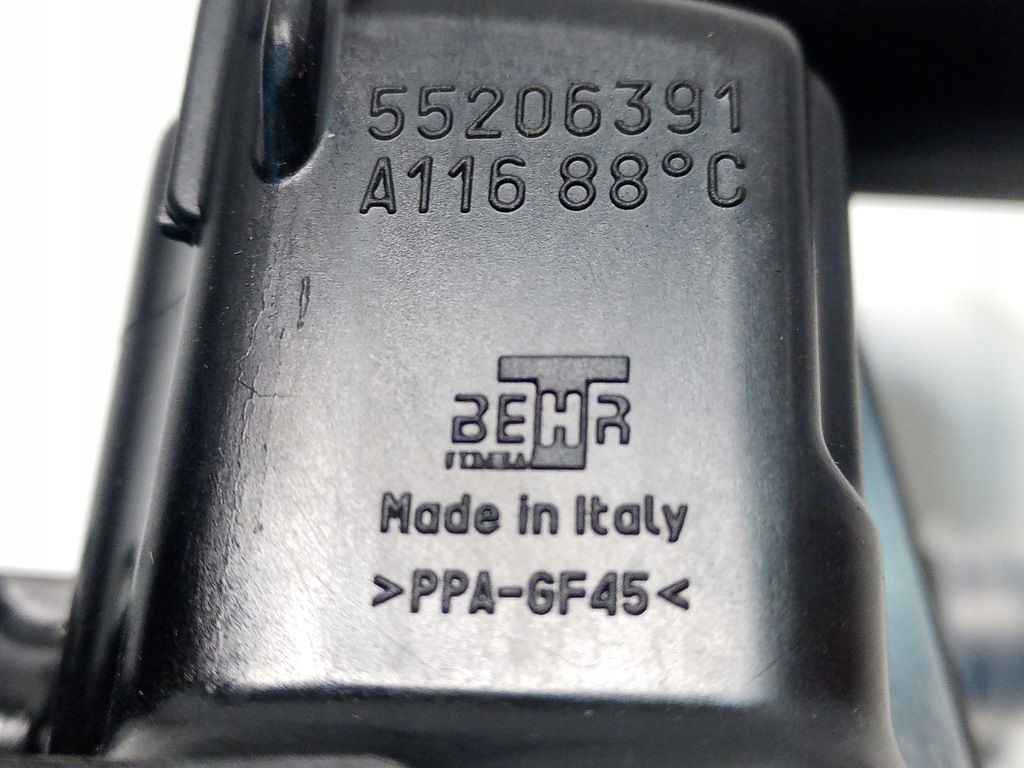 55206391
A116 88°C
BEHR
Made in Italy
>PPA-GF45<